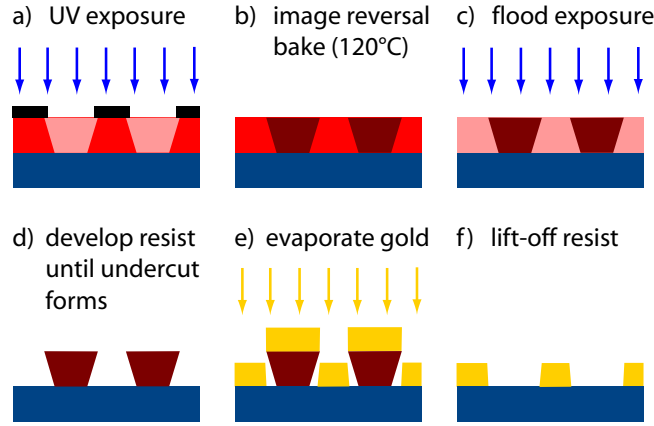 a) UV exposure
b) image reversal
bake (120°C)
c) flood exposure
d) develop resist
until undercut
forms
e) evaporate gold
f) lift-off resist